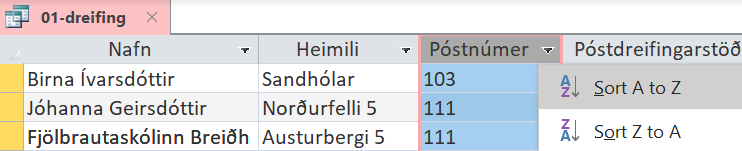 01-dreifing
Nafn Heimili Póstnúmer Póstdreifingarstöð
Birna Ívarsdóttir Sandhólar 103 Sort A to Z
Jóhanna Geirsdóttir Norðurfelli 5 111
Fjölbrautaskólinn Breiðh Austurbergi 5 111 Sort Z to A